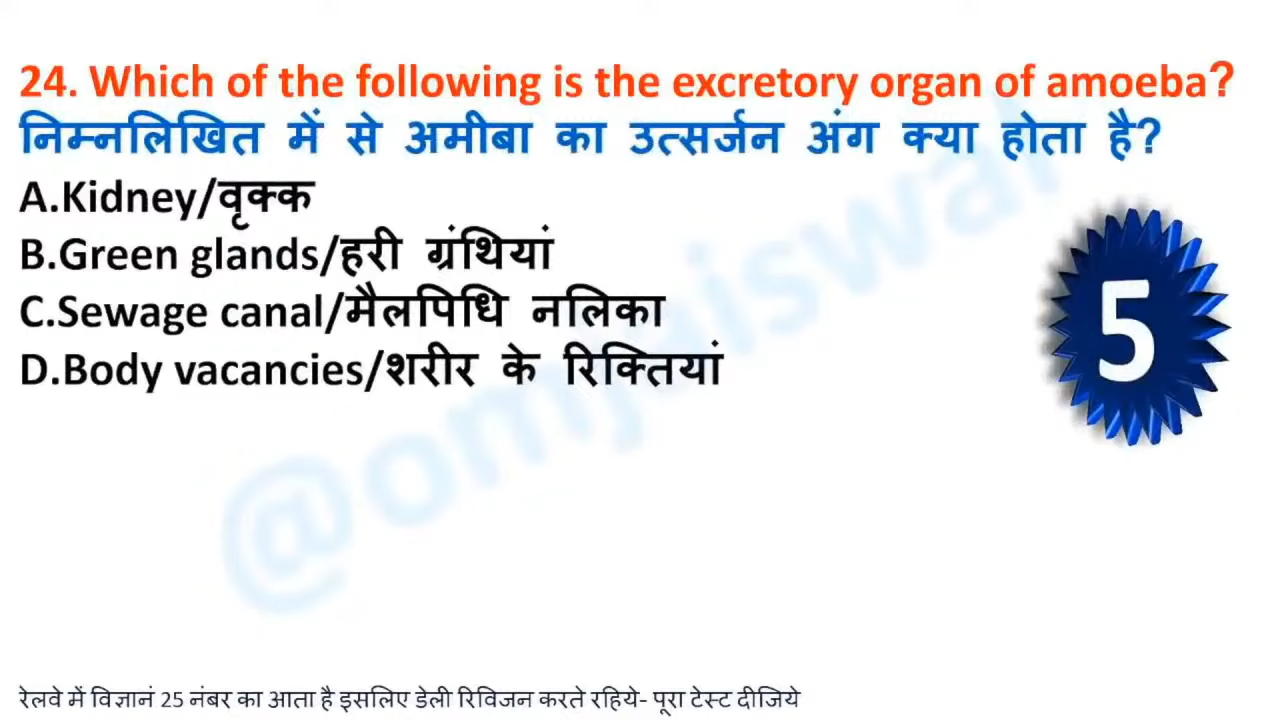 24. Which of the following is the excretory organ of amoeba?
निम्नलिखित में से अमीबा का उत्सर्जन अंग क्या होता है?
A.Kidney/वृक्क
B.Green glands/हरी ग्रंथियां
C.Sewage canal/मैलपिधि नलिका
D.Body vacancies/शरीर के रिक्तियां
5
@omjaiswal
रेलवे में विज्ञानं 25 नंबर का आता है इसलिए डेली रिविजन करते रहिये- पूरा टेस्ट दीजिये